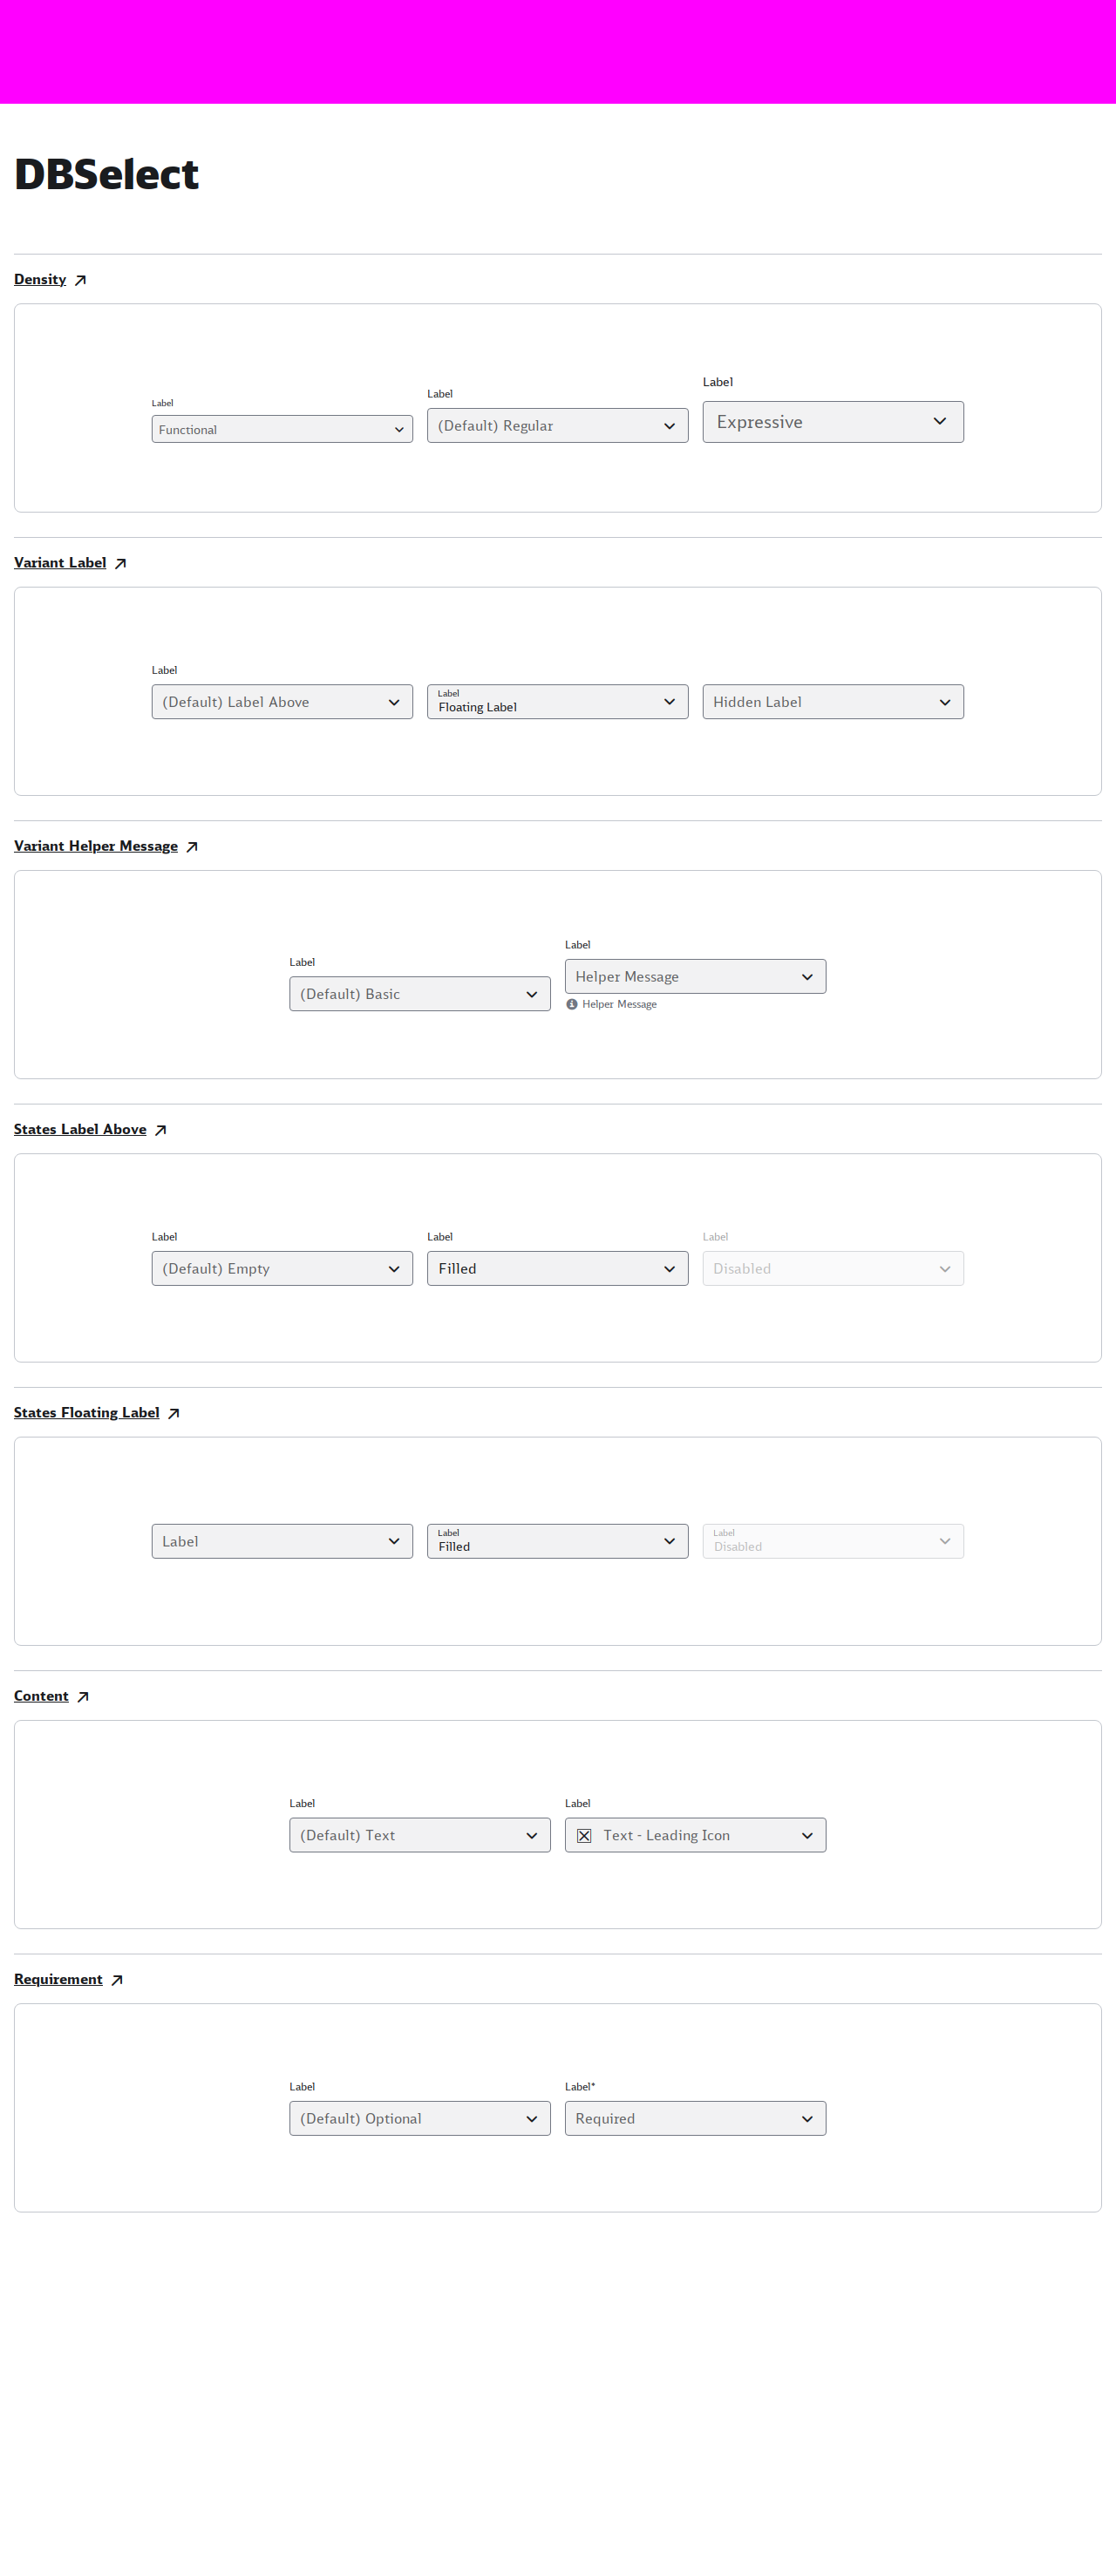 DBSelect
Density
Label
Functional
Label
(Default) Regular
Label
Expressive
Variant Label
Label
(Default) Label Above
Label
Floating Label
Hidden Label
Variant Helper Message
Label
(Default) Basic
Label
Helper Message
Helper Message
States Label Above
Label
(Default) Empty
Label
Filled
Label
Disabled
States Floating Label
Label
Label
Filled
Label
Disabled
Content
Label
(Default) Text
Label
Text - Leading Icon
Requirement
Label
(Default) Optional
Label*
Required